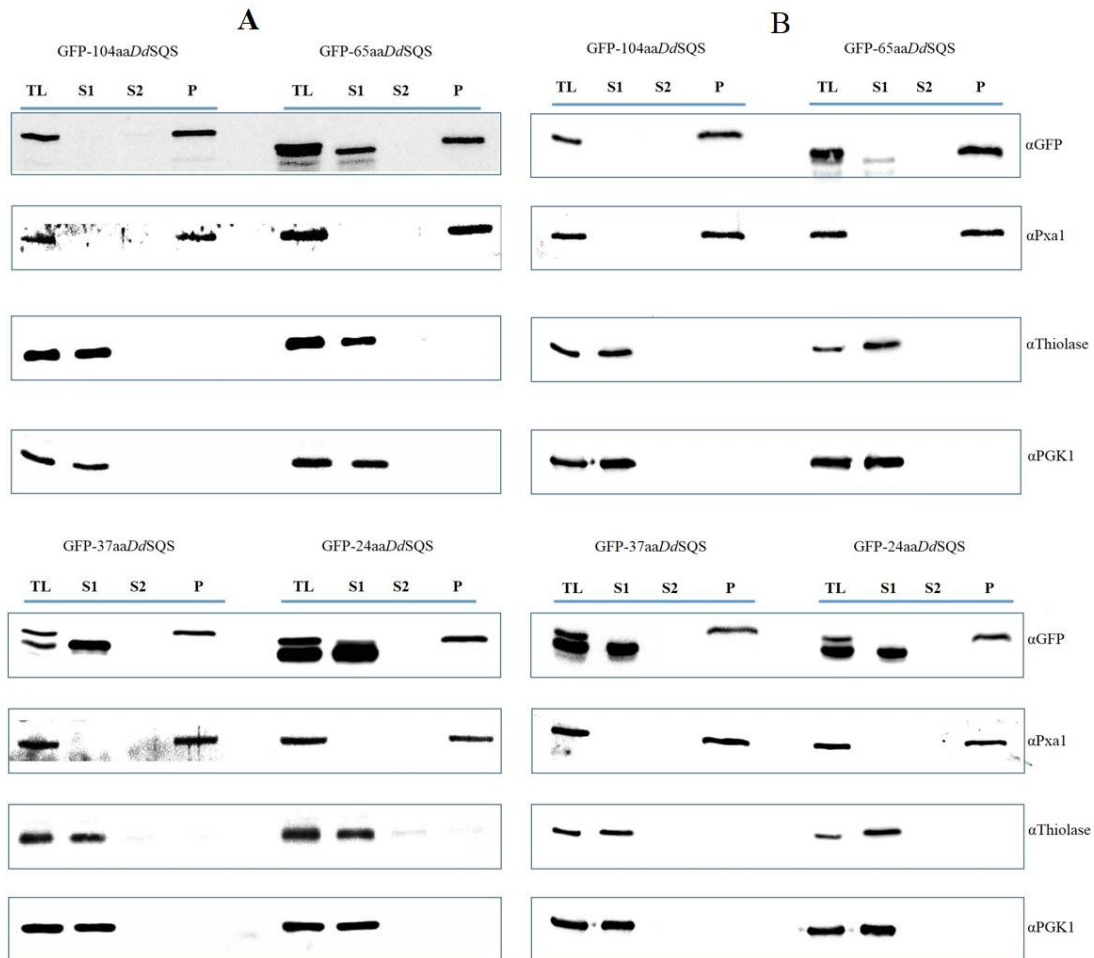 A B
GFP-104aaDdSQS GFP-65aaDdSQS GFP-104aaDdSQS GFP-65aaDdSQS
TL S1 S2 P TL S1 S2 P TL S1 S2 P TL S1 S2 P
αGFP
αPxa1
αThiolase
αPGK1
GFP-37aaDdSQS GFP-24aaDdSQS GFP-37aaDdSQS GFP-24aaDdSQS
TL S1 S2 P TL S1 S2 P TL S1 S2 P TL S1 S2 P
αGFP
αPxa1
αThiolase
αPGK1